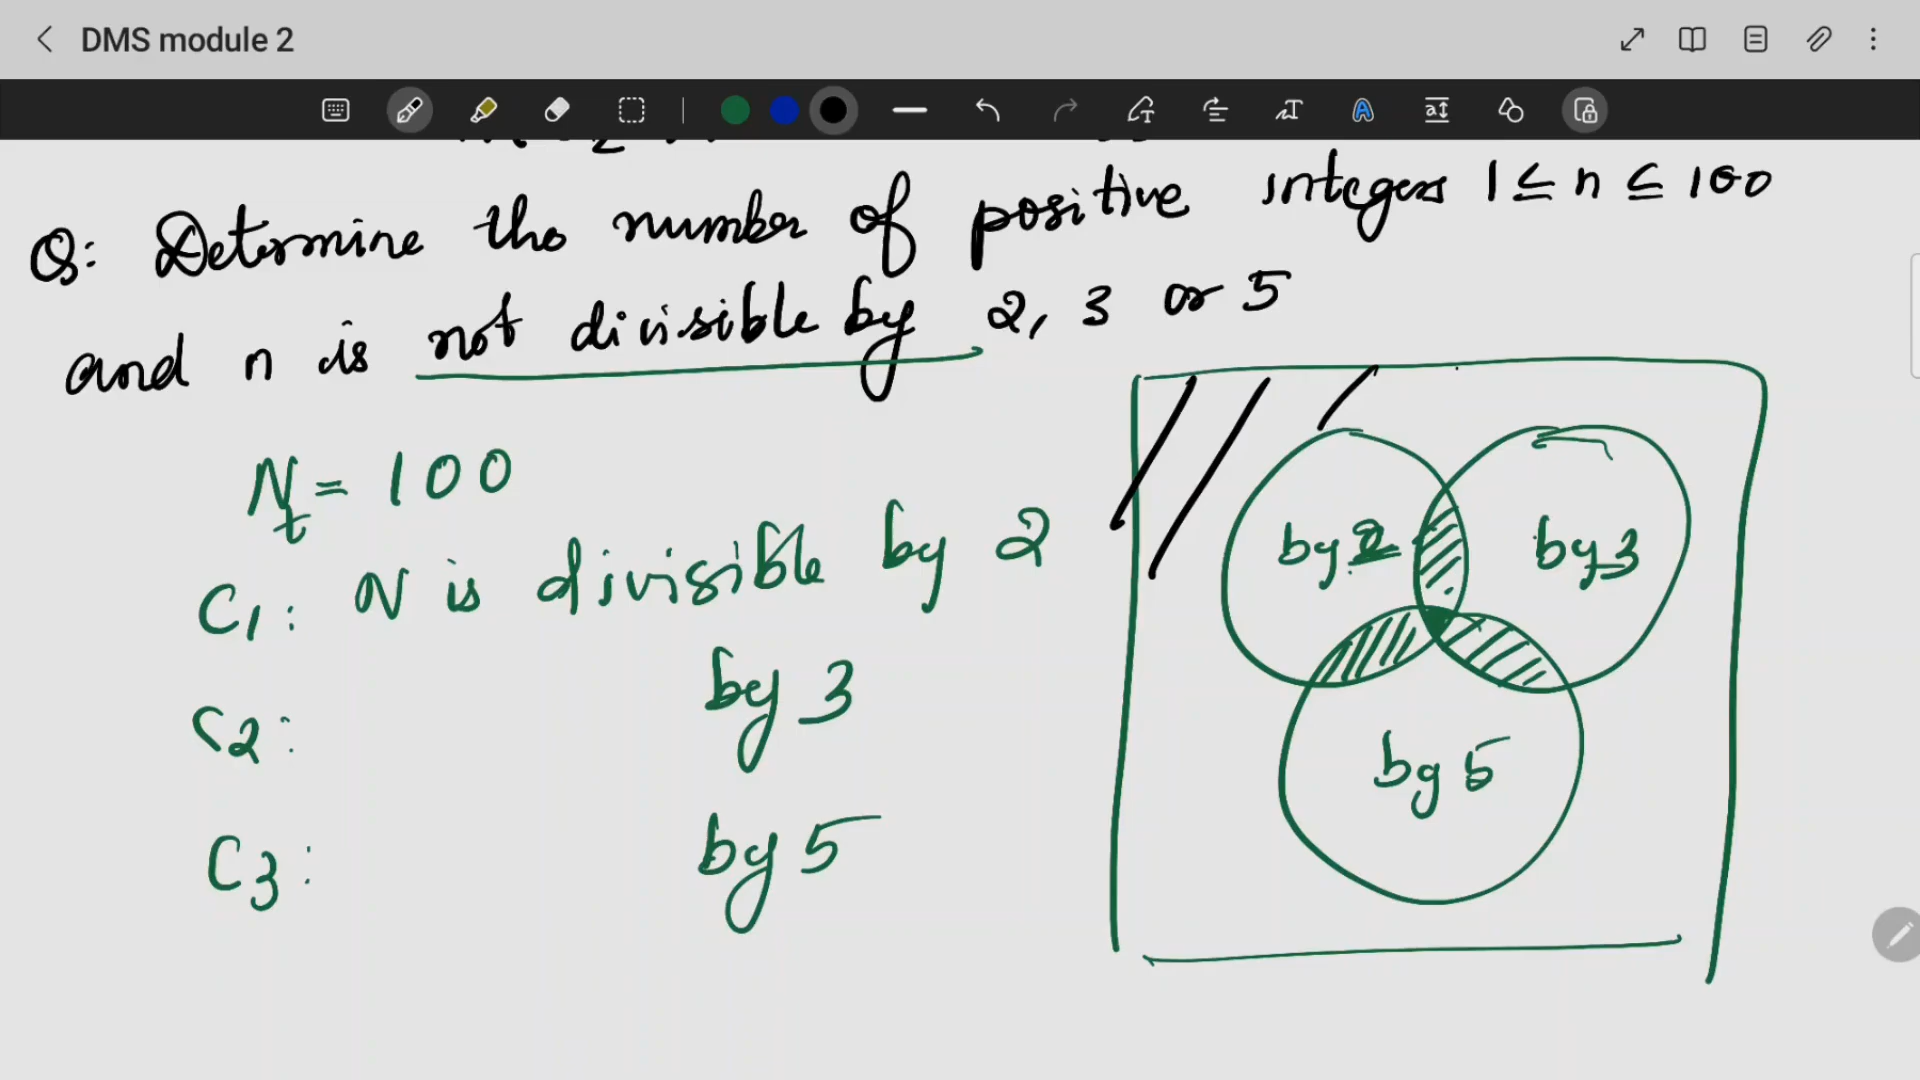 DMS module 2
Q: Determine the number of positive integers 1 ≤ n ≤ 100
and n is not divisible by 2, 3 or 5
Nt = 100
C1: N is divisible by 2
C2: by 3
C3: by 5
by 2 by 3
by 5